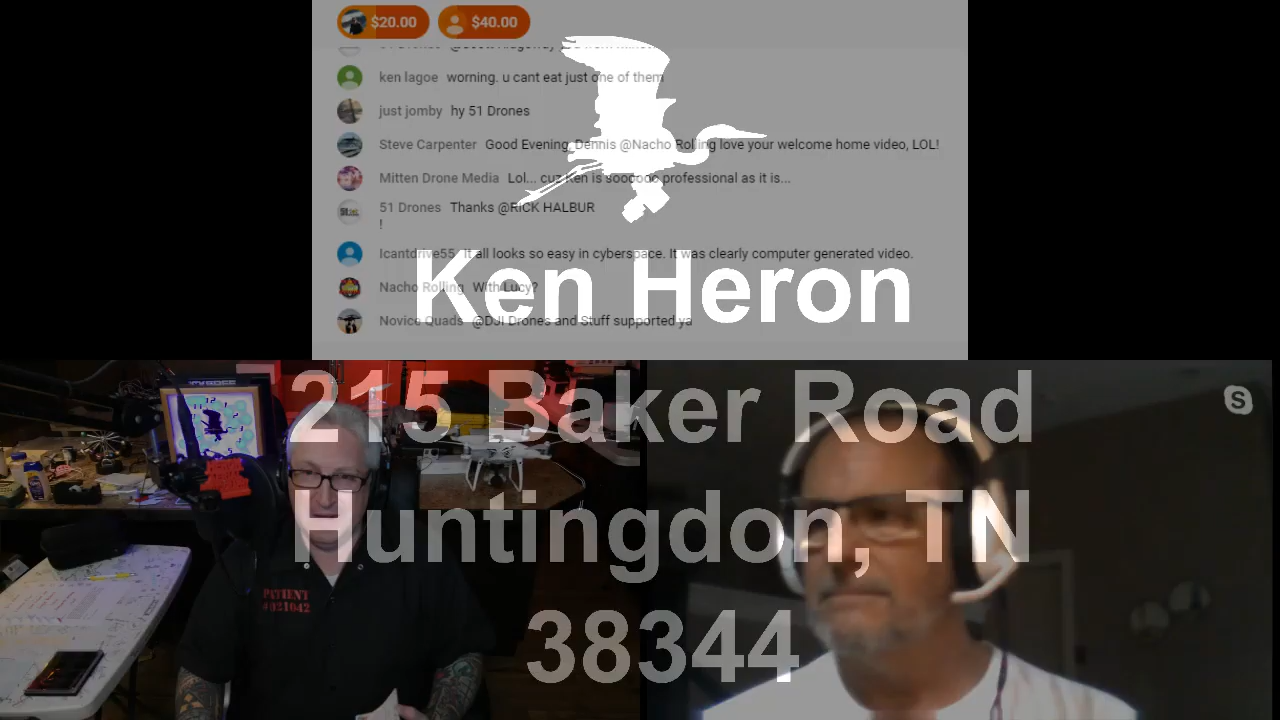 $20.00 $40.00
ken lagoe worning. u cant eat just one of them
just jomby hy 51 Drones
Steve Carpenter Good Evening Dennis @Nacho Rolling love your welcome home video, LOL!
Mitten Drone Media Lol... cuz Ken is sooooo professional as it is...
51 Drones Thanks @RICK HALBUR
!
Icantdrive55 it all looks so easy in cyberspace. It was clearly computer generated video.
Nacho Rolling With Lucy?
Novice Quads @DJI Drones and Stuff supported ya
Ken Heron
215 Baker Road
Huntingdon, TN
38344
S
PATIENT
#021042